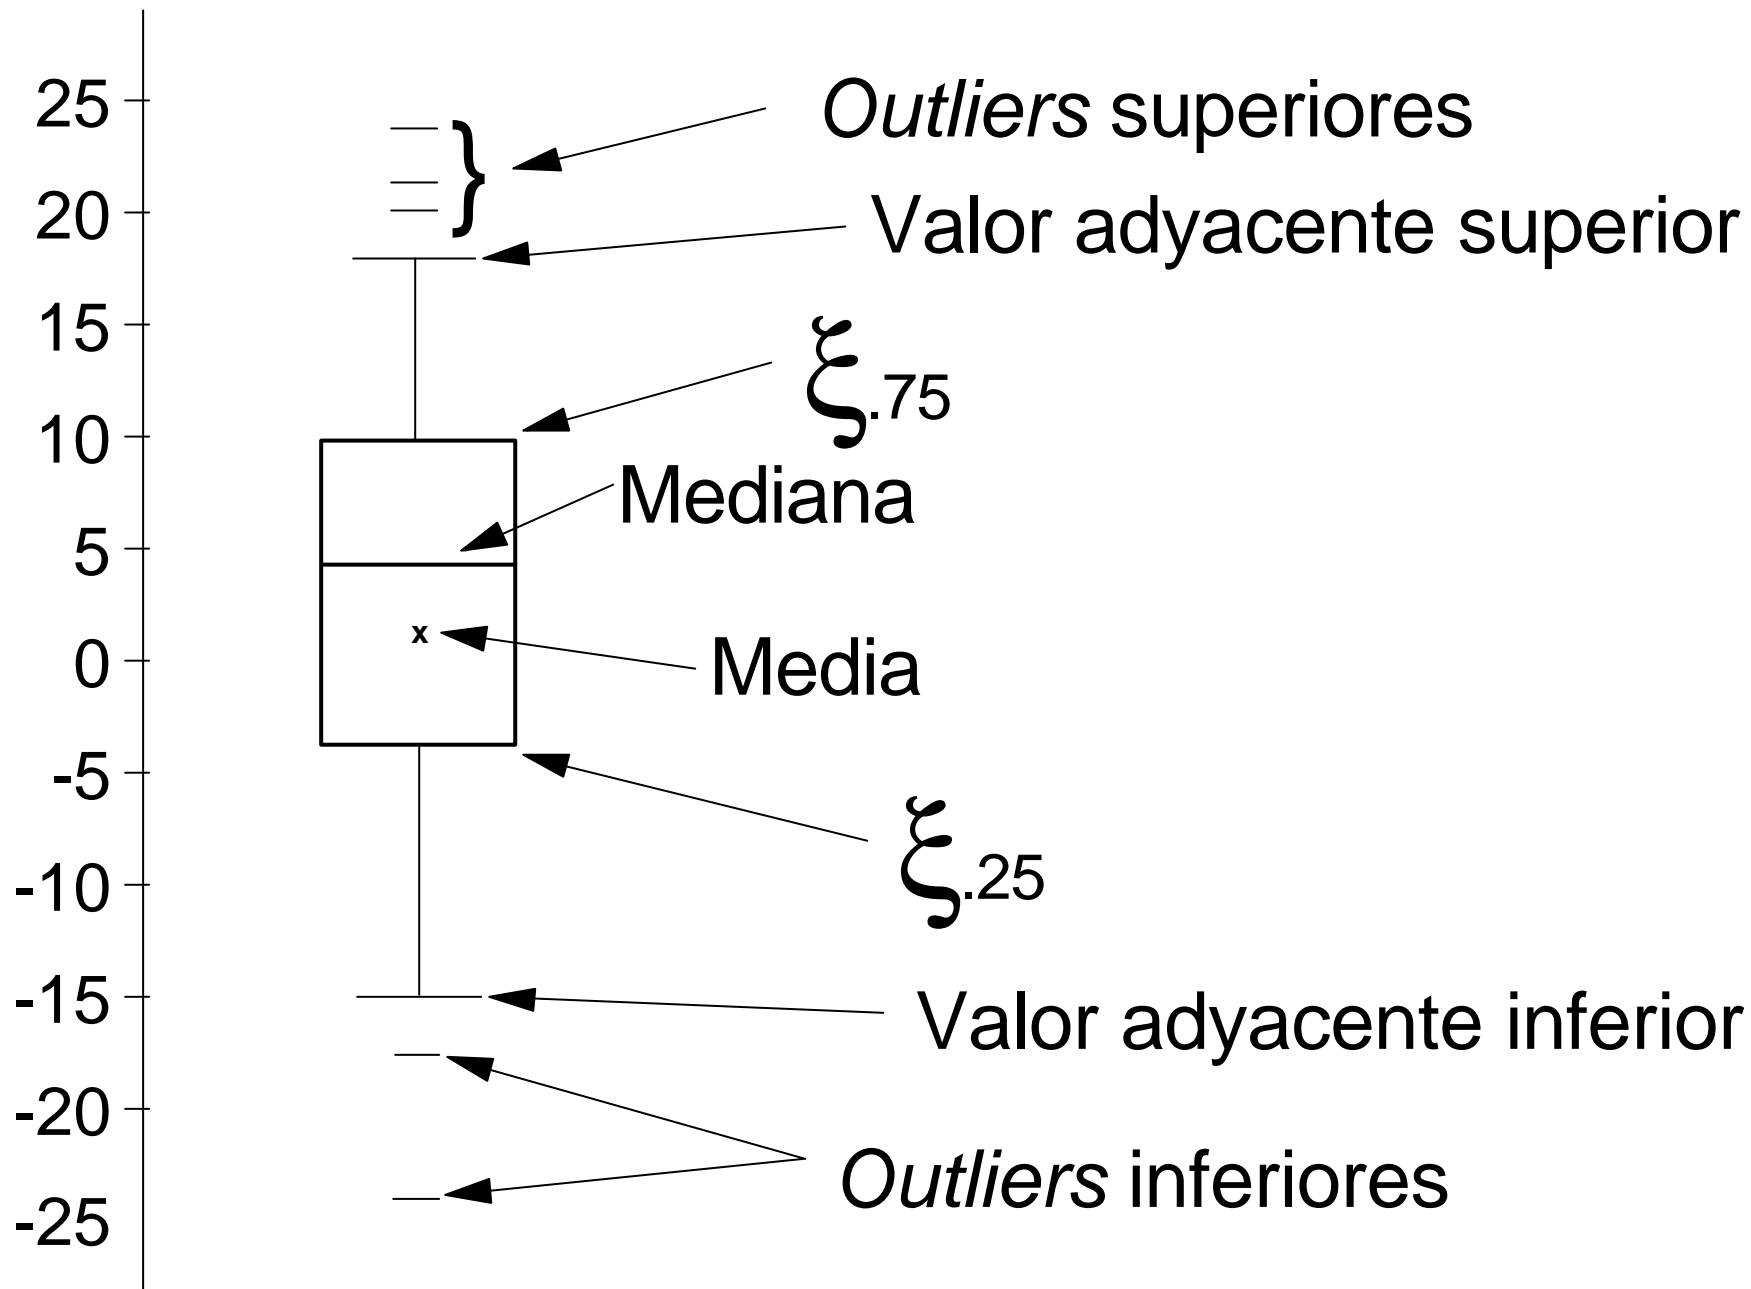 25
Outliers superiores
}
20
Valor adyacente superior
15
ξ.75
10
Mediana
5
x
Media
0
-5
ξ.25
-10
-15
Valor adyacente inferior
-20
Outliers inferiores
-25